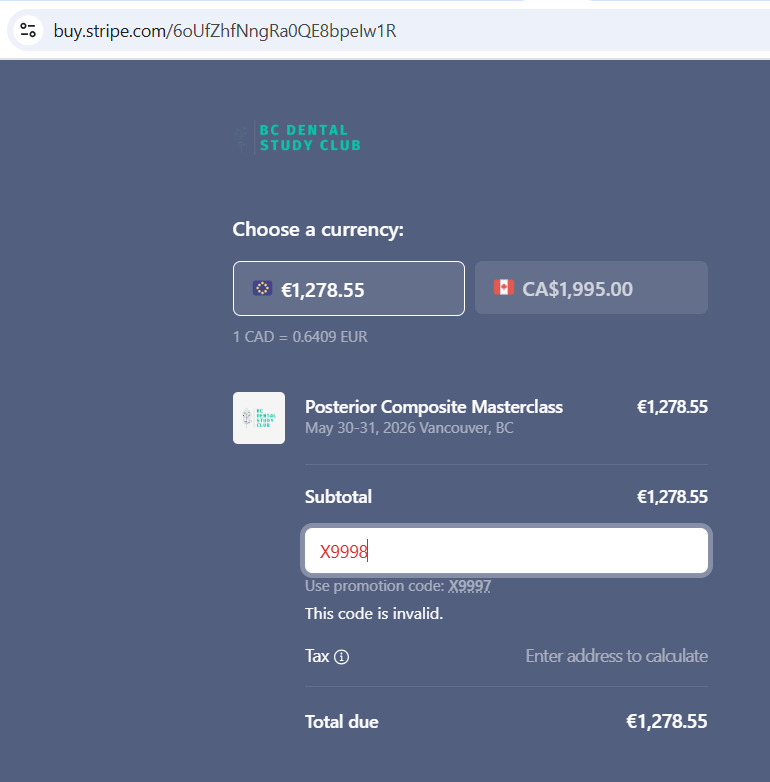 buy.stripe.com/6oUfZhfNngRa0QE8bpeIw1R
BC DENTAL
STUDY CLUB
Choose a currency:
€1,278.55
CA$1,995.00
1 CAD = 0.6409 EUR
BC
DENTAL
STUDY
CLUB
Posterior Composite Masterclass €1,278.55
May 30-31, 2026 Vancouver, BC
Subtotal €1,278.55
X9998
Use promotion code: X9997
This code is invalid.
Tax Enter address to calculate
Total due €1,278.55